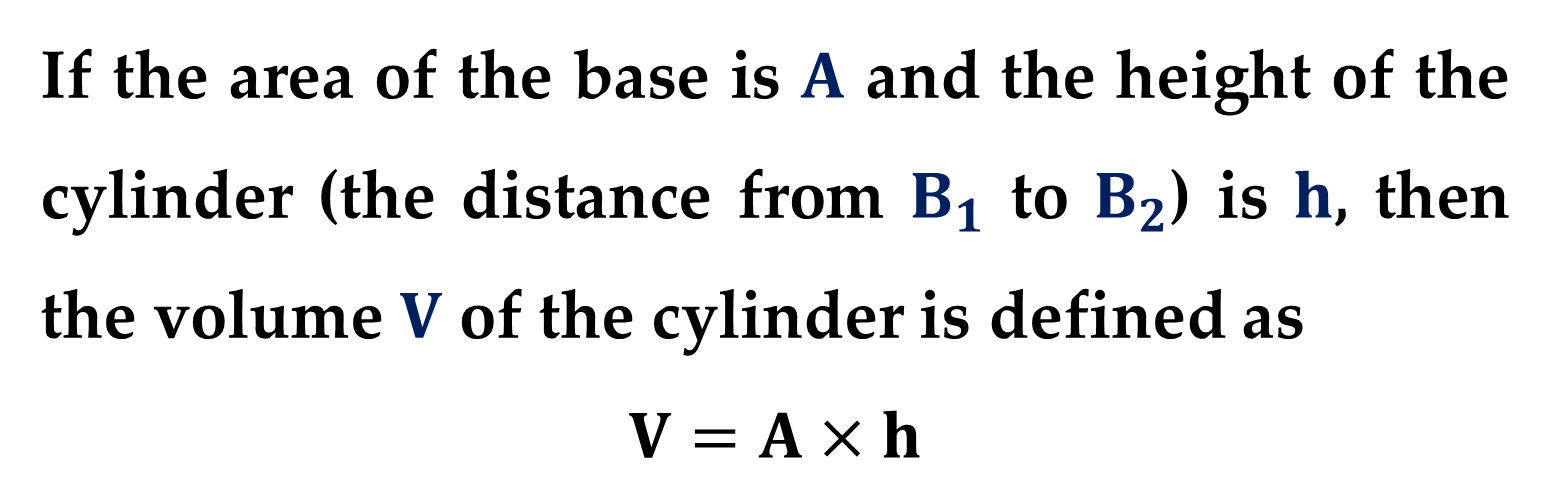 If the area of the base is A and the height of the
cylinder (the distance from B₁ to B₂) is h, then
the volume V of the cylinder is defined as
V = A × h